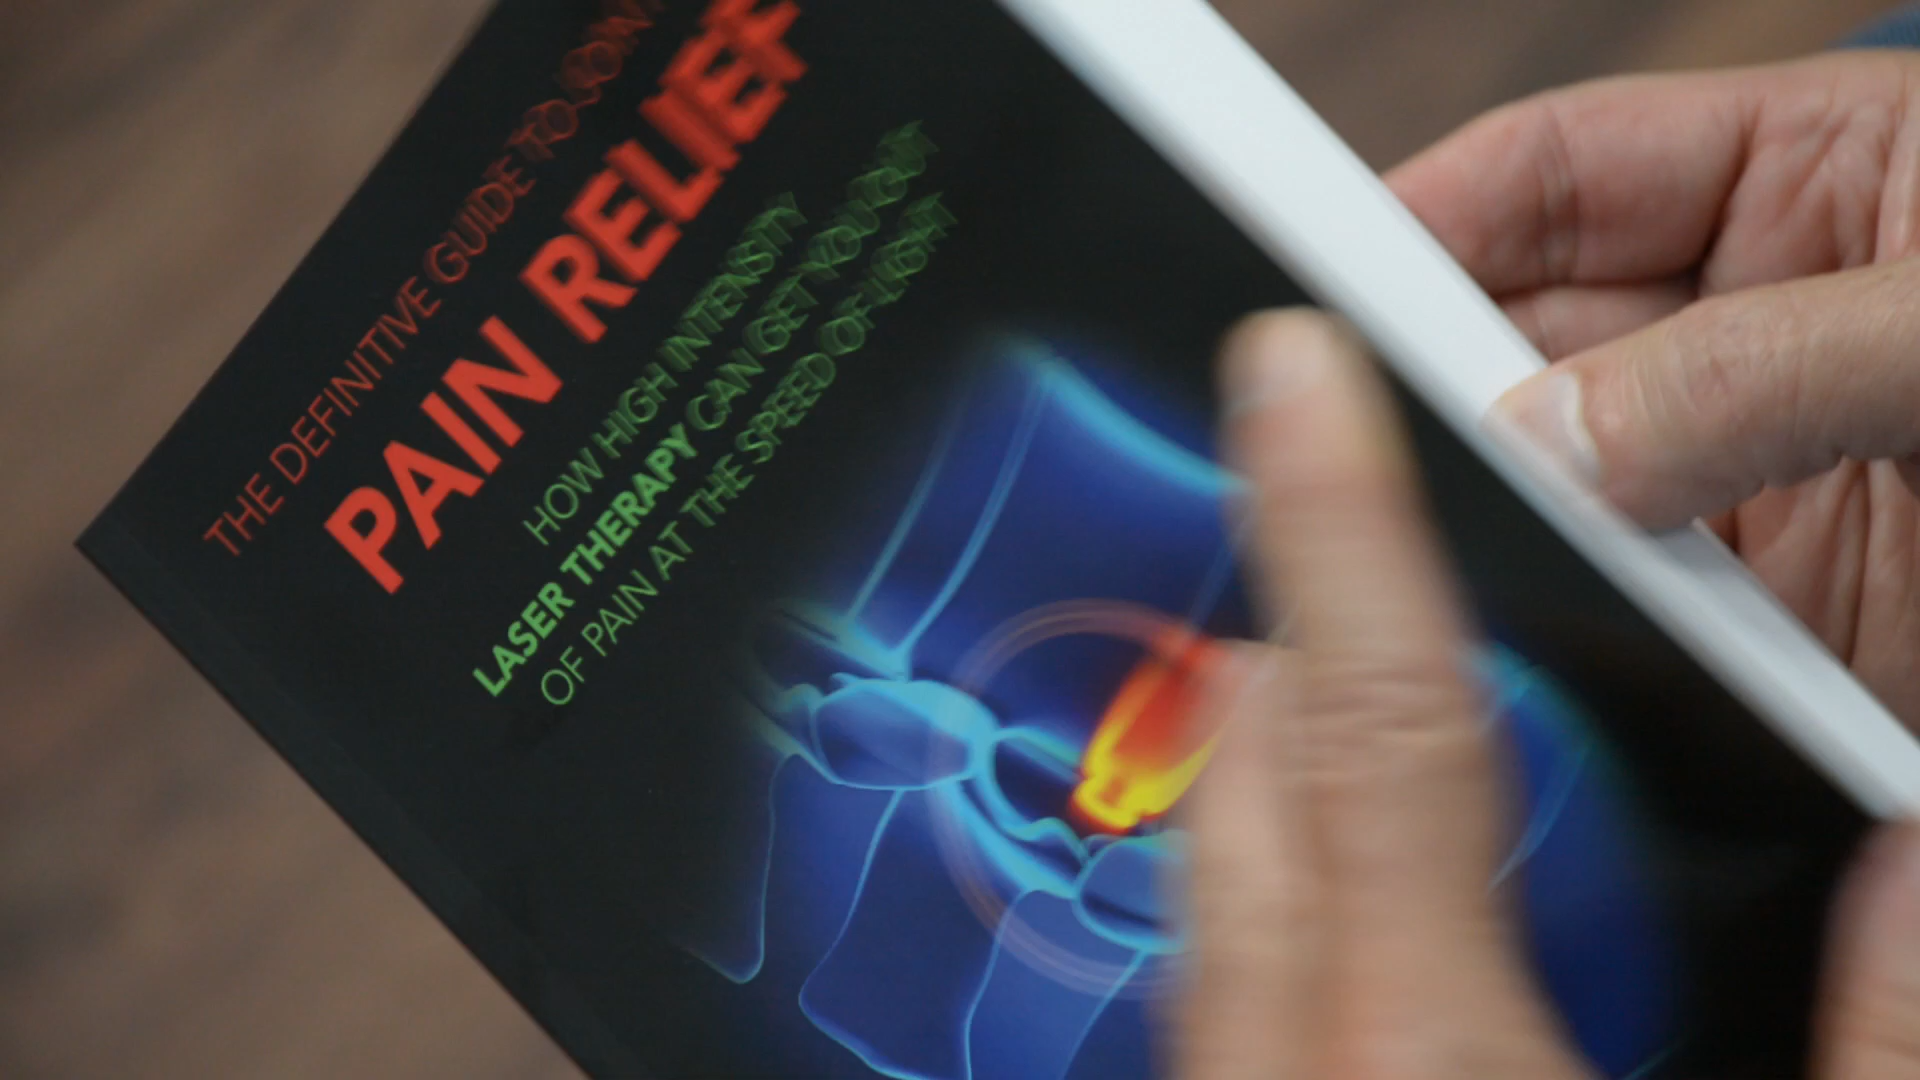 THE DEFINITIVE GUIDE TO JOINT
PAIN RELIEF
HOW HIGH INTENSITY
LASER THERAPY CAN GET YOU OUT
OF PAIN AT THE SPEED OF LIGHT